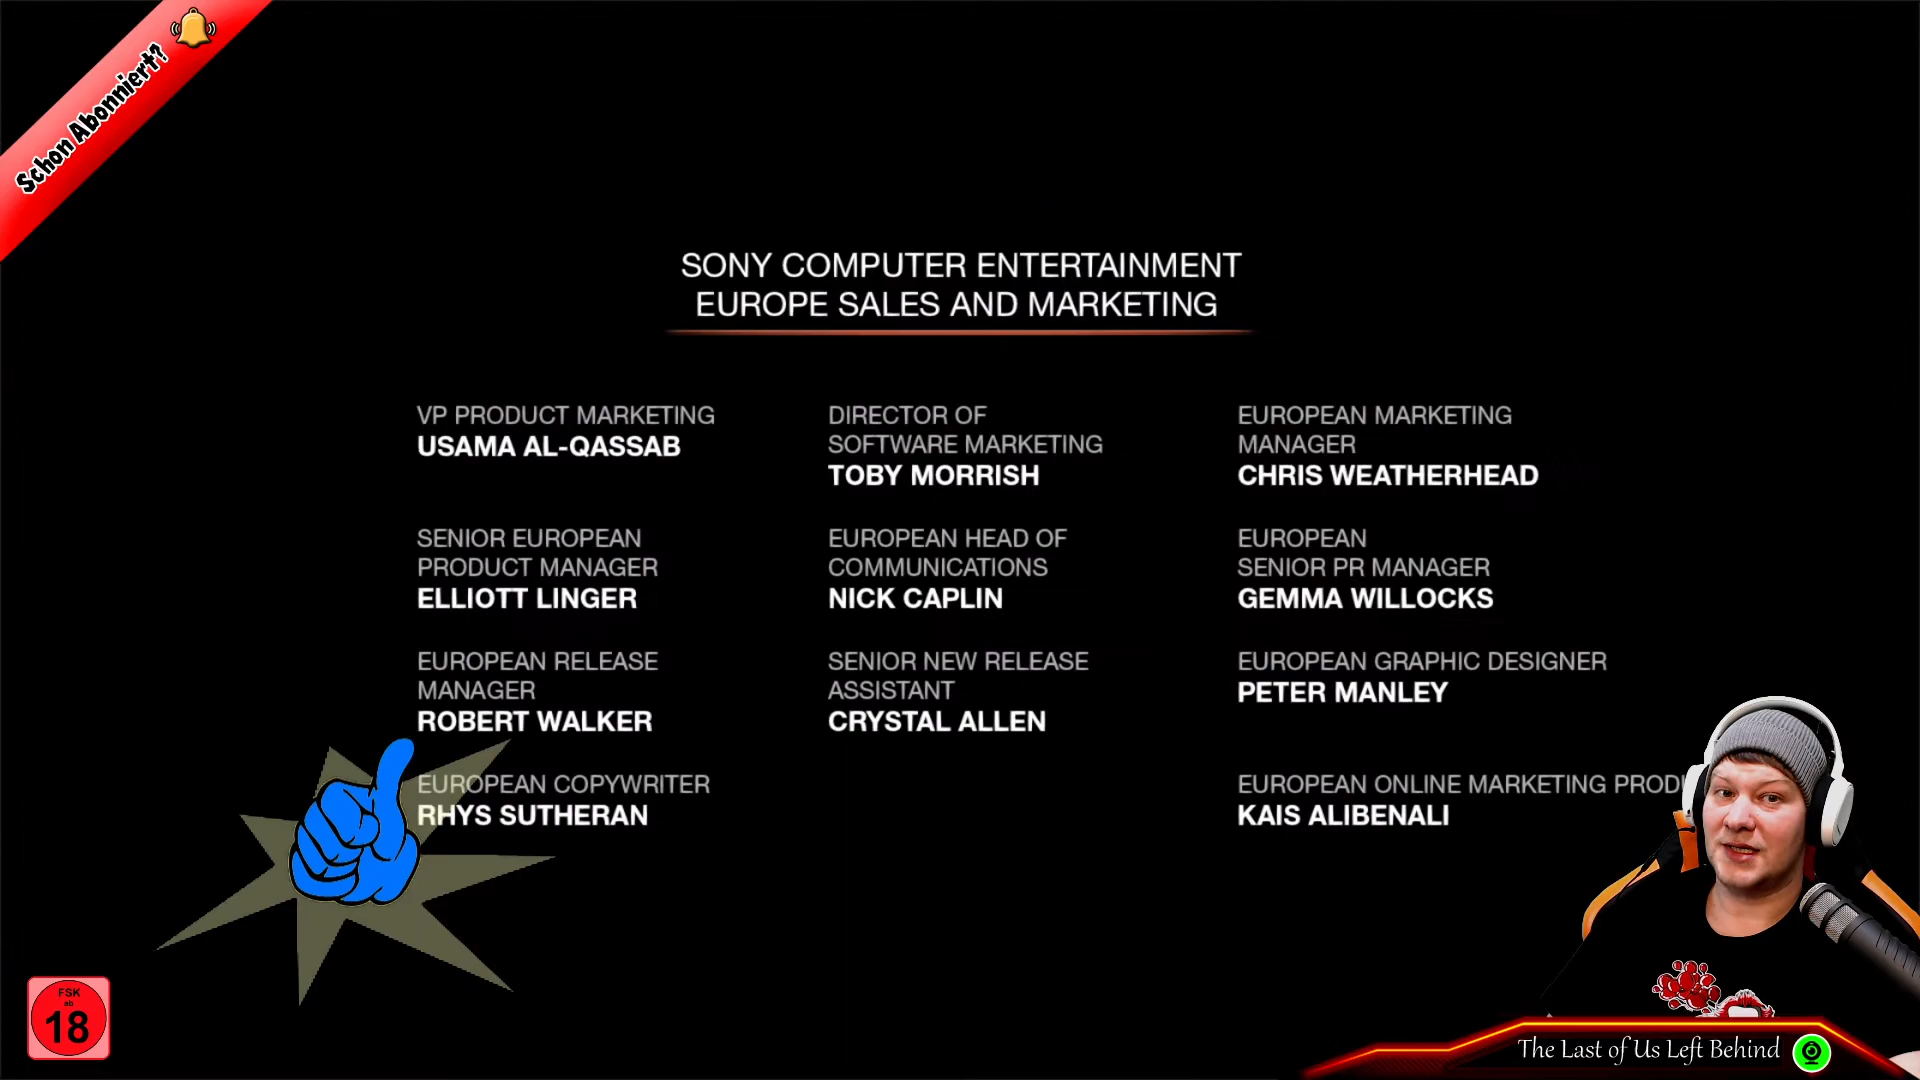 Schon Abonniert?
SONY COMPUTER ENTERTAINMENT
EUROPE SALES AND MARKETING
VP PRODUCT MARKETING
USAMA AL-QASSAB
DIRECTOR OF
SOFTWARE MARKETING
TOBY MORRISH
EUROPEAN MARKETING
MANAGER
CHRIS WEATHERHEAD
SENIOR EUROPEAN
PRODUCT MANAGER
ELLIOTT LINGER
EUROPEAN HEAD OF
COMMUNICATIONS
NICK CAPLIN
EUROPEAN
SENIOR PR MANAGER
GEMMA WILLOCKS
EUROPEAN RELEASE
MANAGER
ROBERT WALKER
SENIOR NEW RELEASE
ASSISTANT
CRYSTAL ALLEN
EUROPEAN GRAPHIC DESIGNER
PETER MANLEY
EUROPEAN COPYWRITER
RHYS SUTHERAN
EUROPEAN ONLINE MARKETING
KAIS ALIBENALI
FSK
ab
18
The Last of Us Left Behind